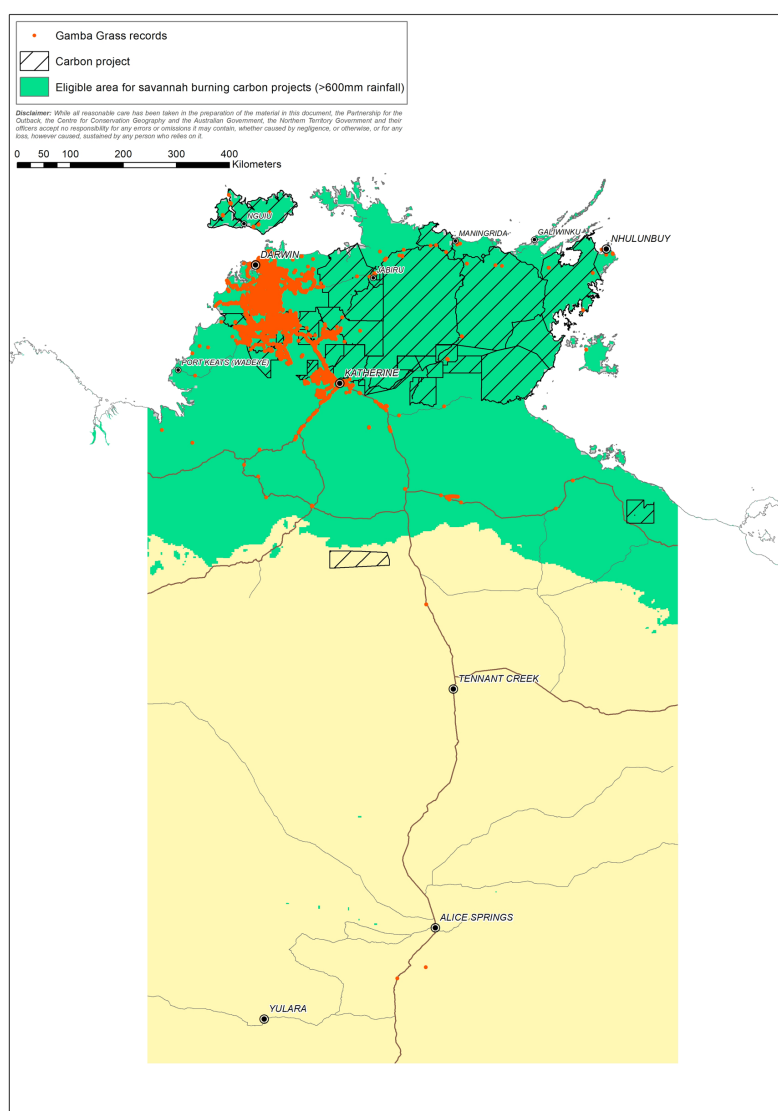 Gamba Grass records
Carbon project
Eligible area for savannah burning carbon projects (>600mm rainfall)
Disclaimer: While all reasonable care has been taken in the preparation of the material in this document, the Partnership for the
Outback, the Centre for Conservation Geography and the Australian Government, the Northern Territory Government and their
officers accept no responsibility for any errors or omissions it may contain, whether caused by negligence, or otherwise, or for any
loss, however caused, sustained by any person who relies on it.
0 50 100 200 300 400
Kilometers
NGUIU
MANINGRIDA
GALIWINKU
NHULUNBUY
DARWIN
JABIRU
PORT KEATS (WADEYE)
KATHERINE
TENNANT CREEK
ALICE SPRINGS
YULARA